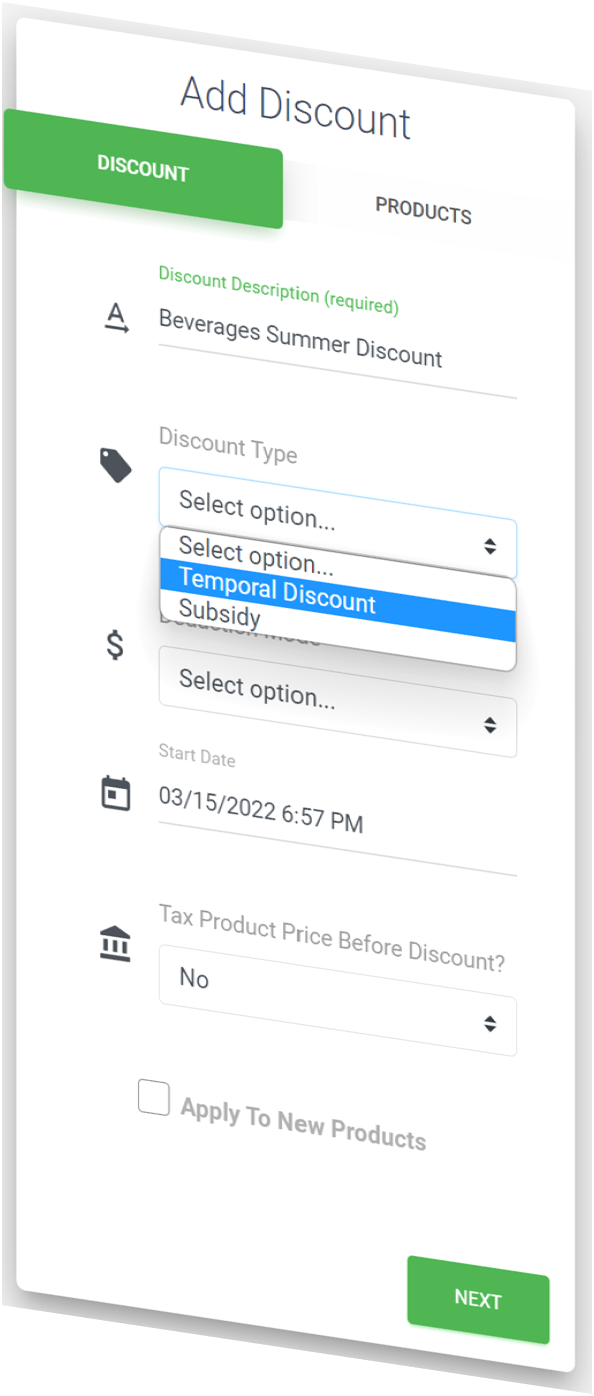 Add Discount
DISCOUNT
PRODUCTS
Discount Description (required)
Beverages Summer Discount
Discount Type
Select option...
Select option...
Temporal Discount
Subsidy
Deduction Mode
Select option...
Start Date
03/15/2022 6:57 PM
Tax Product Price Before Discount?
No
Apply To New Products
NEXT